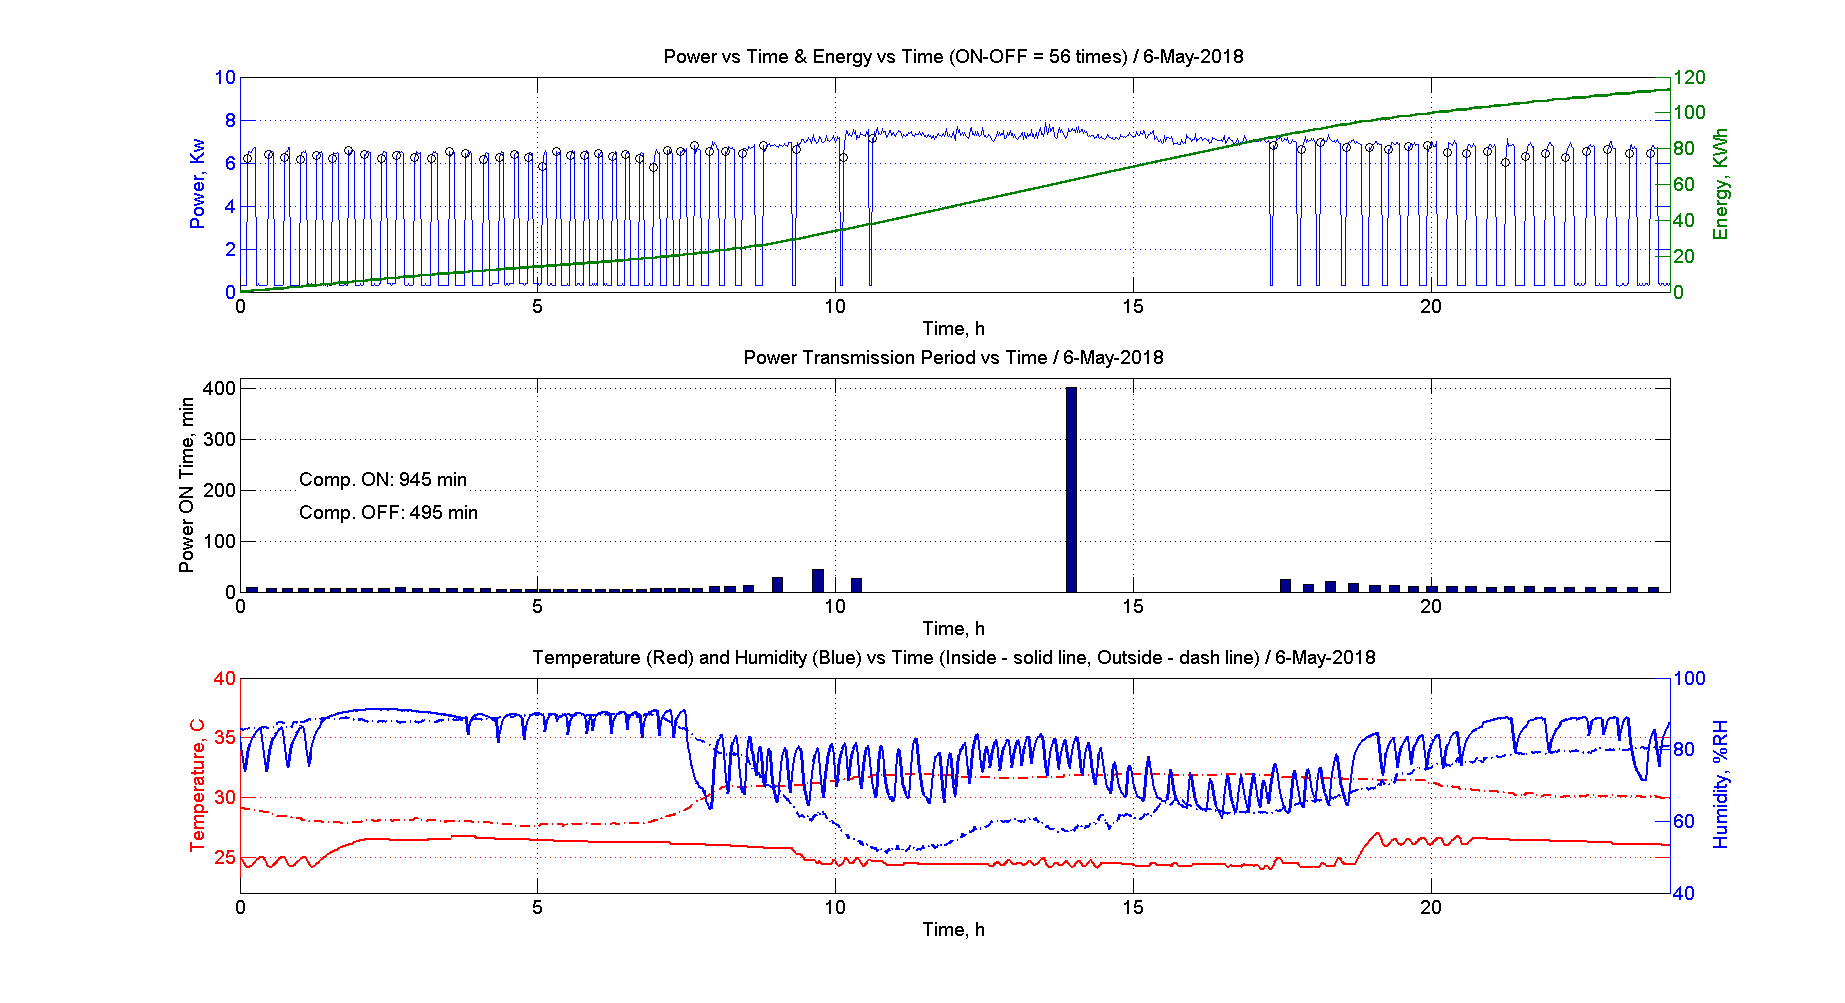 Power vs Time & Energy vs Time (ON-OFF = 56 times) / 6-May-2018
10
8
6
4
2
0
Power, Kw
120
100
80
60
40
20
0
Energy, KWh
0 5 10 15 20
Time, h
Power Transmission Period vs Time / 6-May-2018
400
300
200
100
0
Power ON Time, min
Comp. ON: 945 min
Comp. OFF: 495 min
0 5 10 15 20
Time, h
Temperature (Red) and Humidity (Blue) vs Time (Inside - solid line, Outside - dash line) / 6-May-2018
40
35
30
25
Temperature, C
100
80
60
40
Humidity, %RH
0 5 10 15 20
Time, h